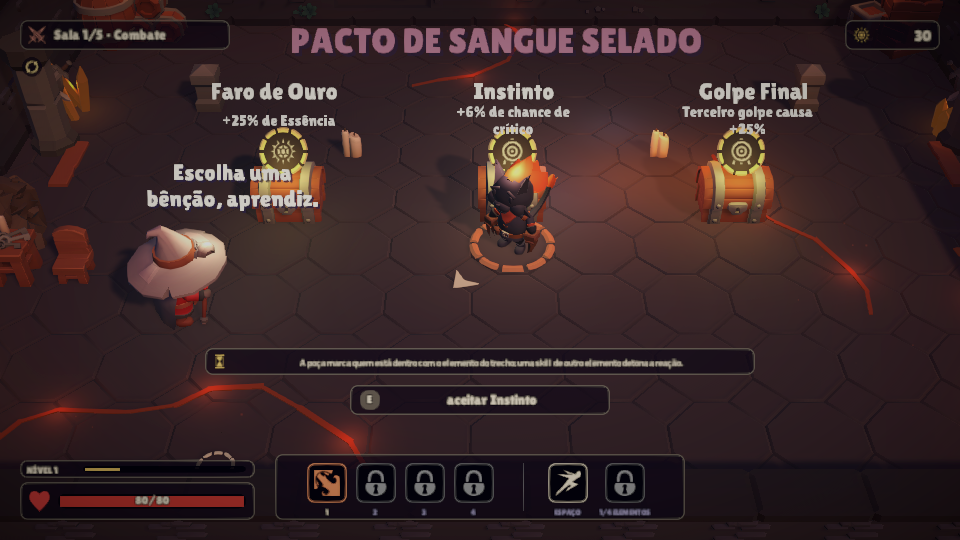 Sala 1/5 - Combate
PACTO DE SANGUE SELADO
30
Faro de Ouro
+25% de Essência
Instinto
+6% de chance de
crítico
Golpe Final
Terceiro golpe causa
+25%
Escolha uma
bênção, aprendiz.
A poça marca quem está dentro com o elemento do trecho: uma skill de outro elemento detona a reação.
E
aceitar Instinto
NÍVEL 1
80/80
1
2
3
4
ESPAÇO
1/4 ELEMENTOS